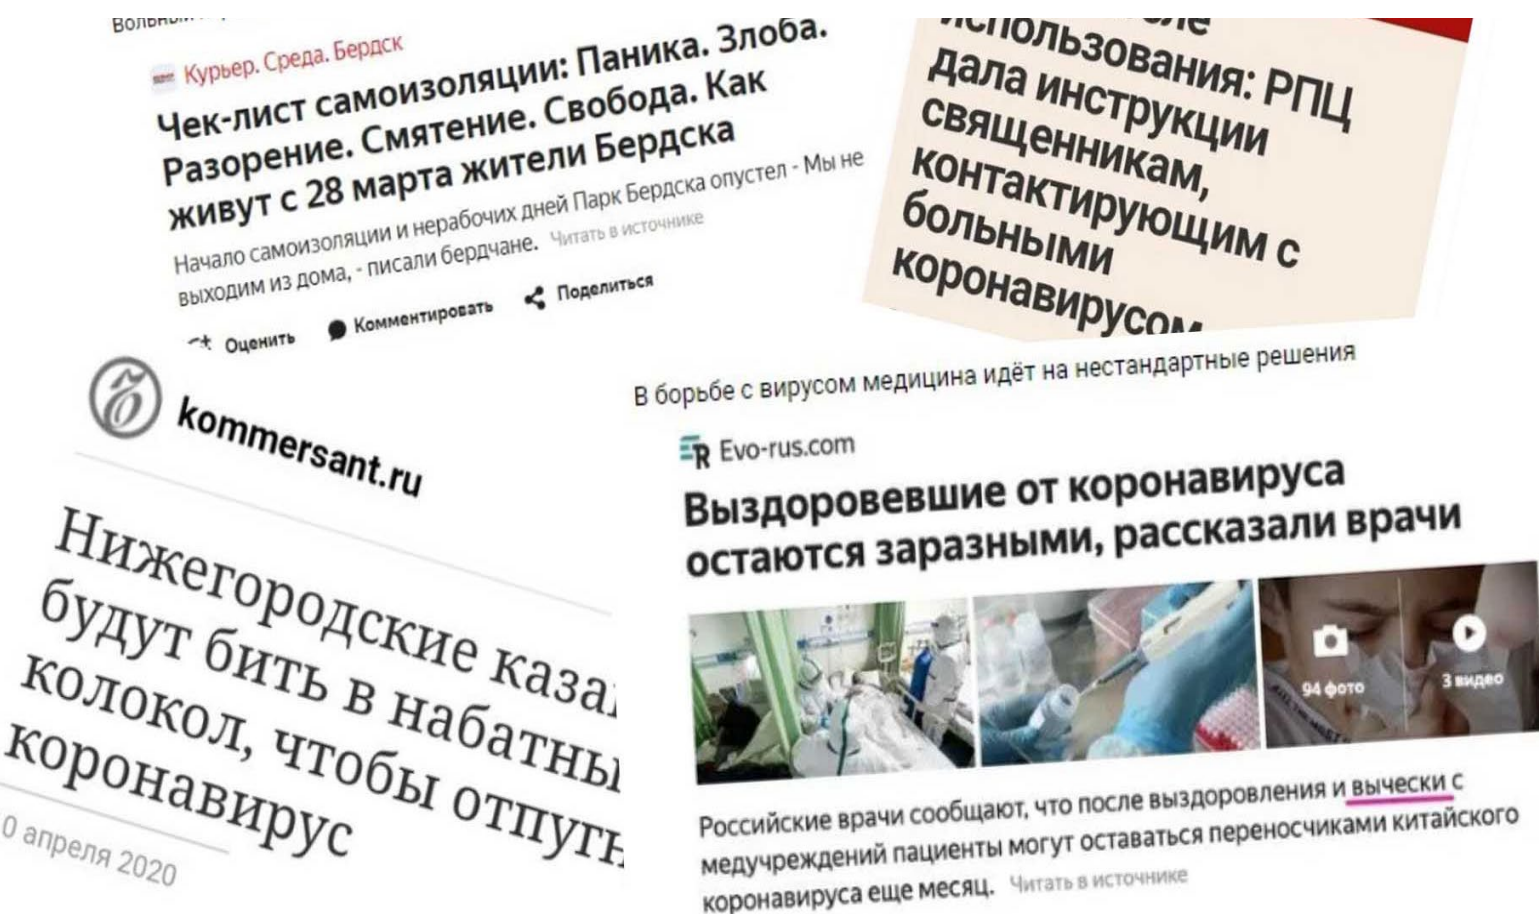 Курьер. Среда. Бердск
Чек-лист самоизоляции: Паника. Злоба.
Разорение. Смятение. Свобода. Как
живут с 28 марта жители Бердска
Начало самоизоляции и нерабочих дней Парк Бердска опустел - Мы не
выходим из дома, - писали бердчане. Читать в источнике
Оценить Комментировать Поделиться
использования: РПЦ
дала инструкции
священникам,
контактирующим с
больными
коронавирусом
kommersant.ru
Нижегородские каза
будут бить в набатны
колокол, чтобы отпугн
коронавирус
0 апреля 2020
В борьбе с вирусом медицина идёт на нестандартные решения
ER Evo-rus.com
Выздоровевшие от коронавируса
остаются заразными, рассказали врачи
94 фото
3 видео
Российские врачи сообщают, что после выздоровления и вычески с
медучреждений пациенты могут оставаться переносчиками китайского
коронавируса еще месяц. Читать в источнике